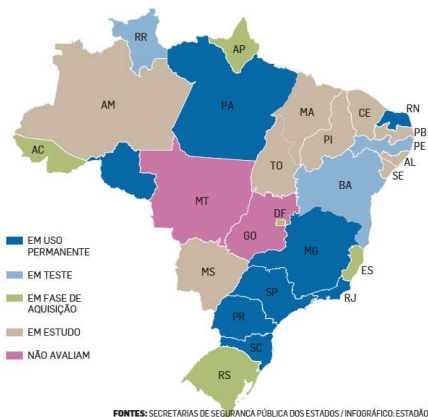 RR
AP
AM
PA
MA
CE
RN
PB
PE
AL
SE
PI
AC
TO
BA
MT
DF
GO
MG
ES
MS
SP
RJ
PR
SC
RS
EM USO
PERMANENTE
EM TESTE
EM FASE DE
AQUISIÇÃO
EM ESTUDO
NÃO AVALIAM
FONTES: SECRETARIAS DE SEGURANÇA PÚBLICA DOS ESTADOS / INFOGRÁFICO: ESTADÃO